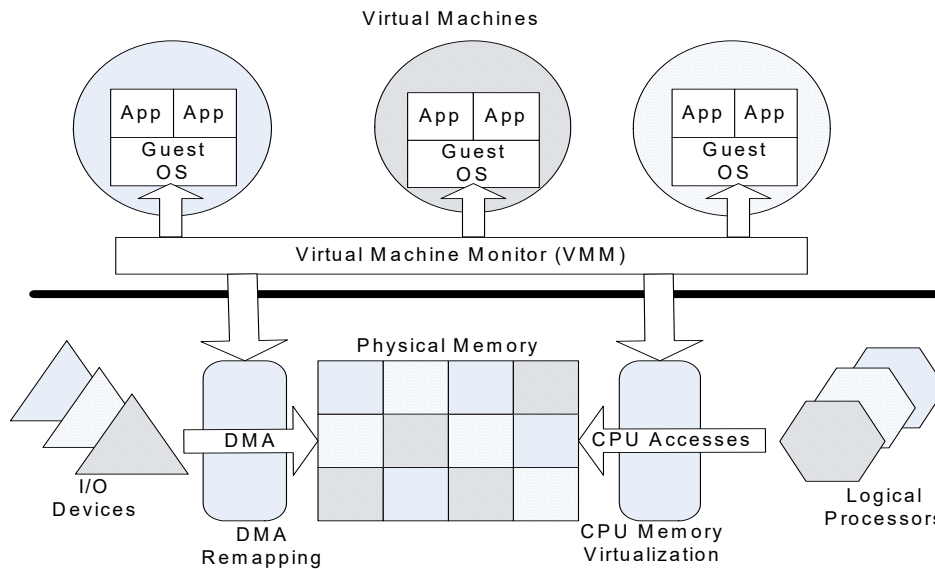 Virtual Machines
App App
Guest
OS
App App
Guest
OS
App App
Guest
OS
Virtual Machine Monitor (VMM)
Physical Memory
DMA
CPU Accesses
I/O
Devices
DMA
Remapping
CPU Memory
Virtualization
Logical
Processors